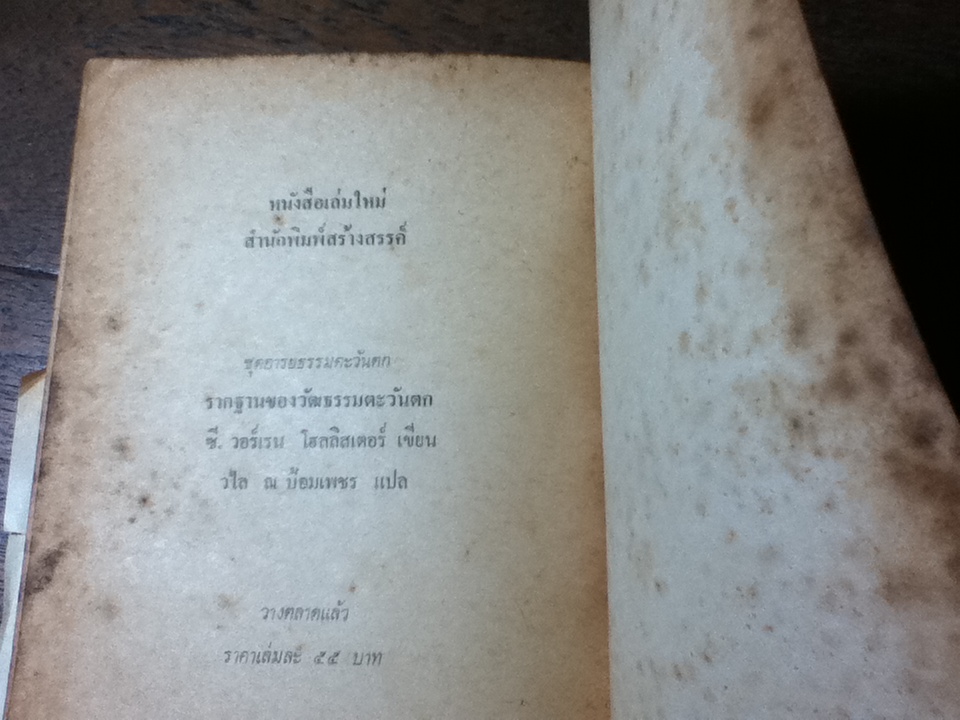 หนังสือเล่มใหม่
สำนักพิมพ์สร้างสรรค์
ชุดอารยธรรมตะวันตก
รากฐานของวัฒธรรมตะวันตก
ซี. วอร์เรน โฮลลิสเตอร์ เขียน
วิไล ณ ป้อมเพชร แปล
วางตลาดแล้ว
ราคาเล่มละ ๔๕ บาท